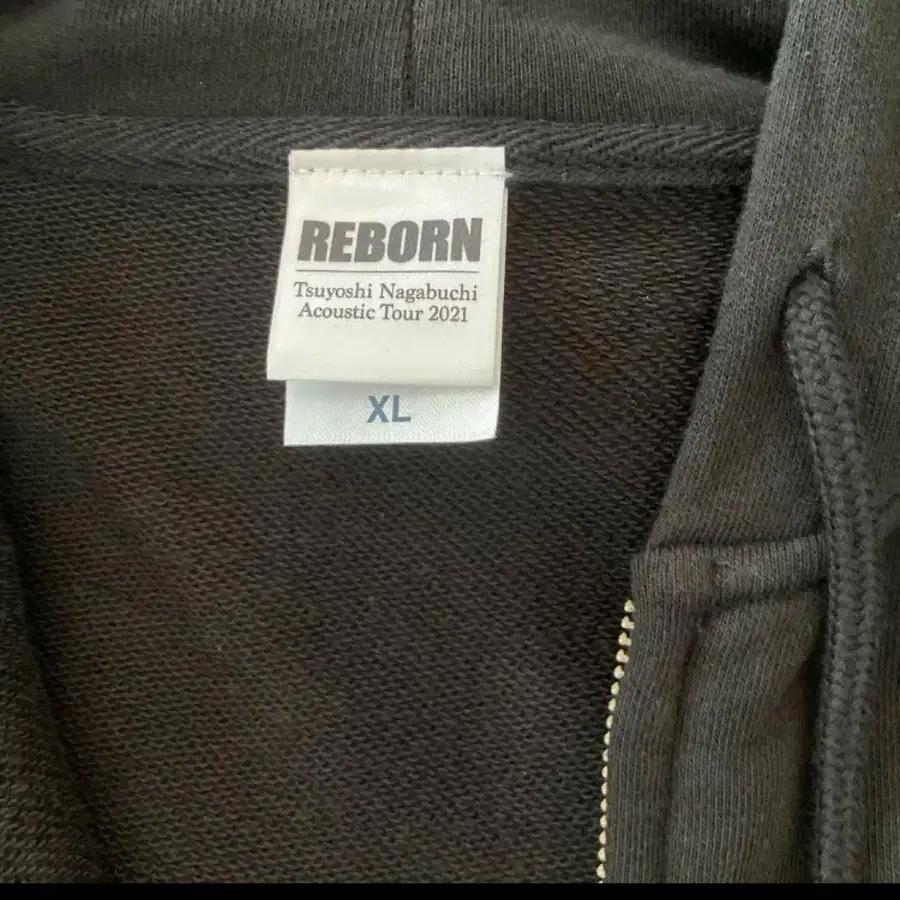 REBORN
Tsuyoshi Nagabuchi
Acoustic Tour 2021
XL